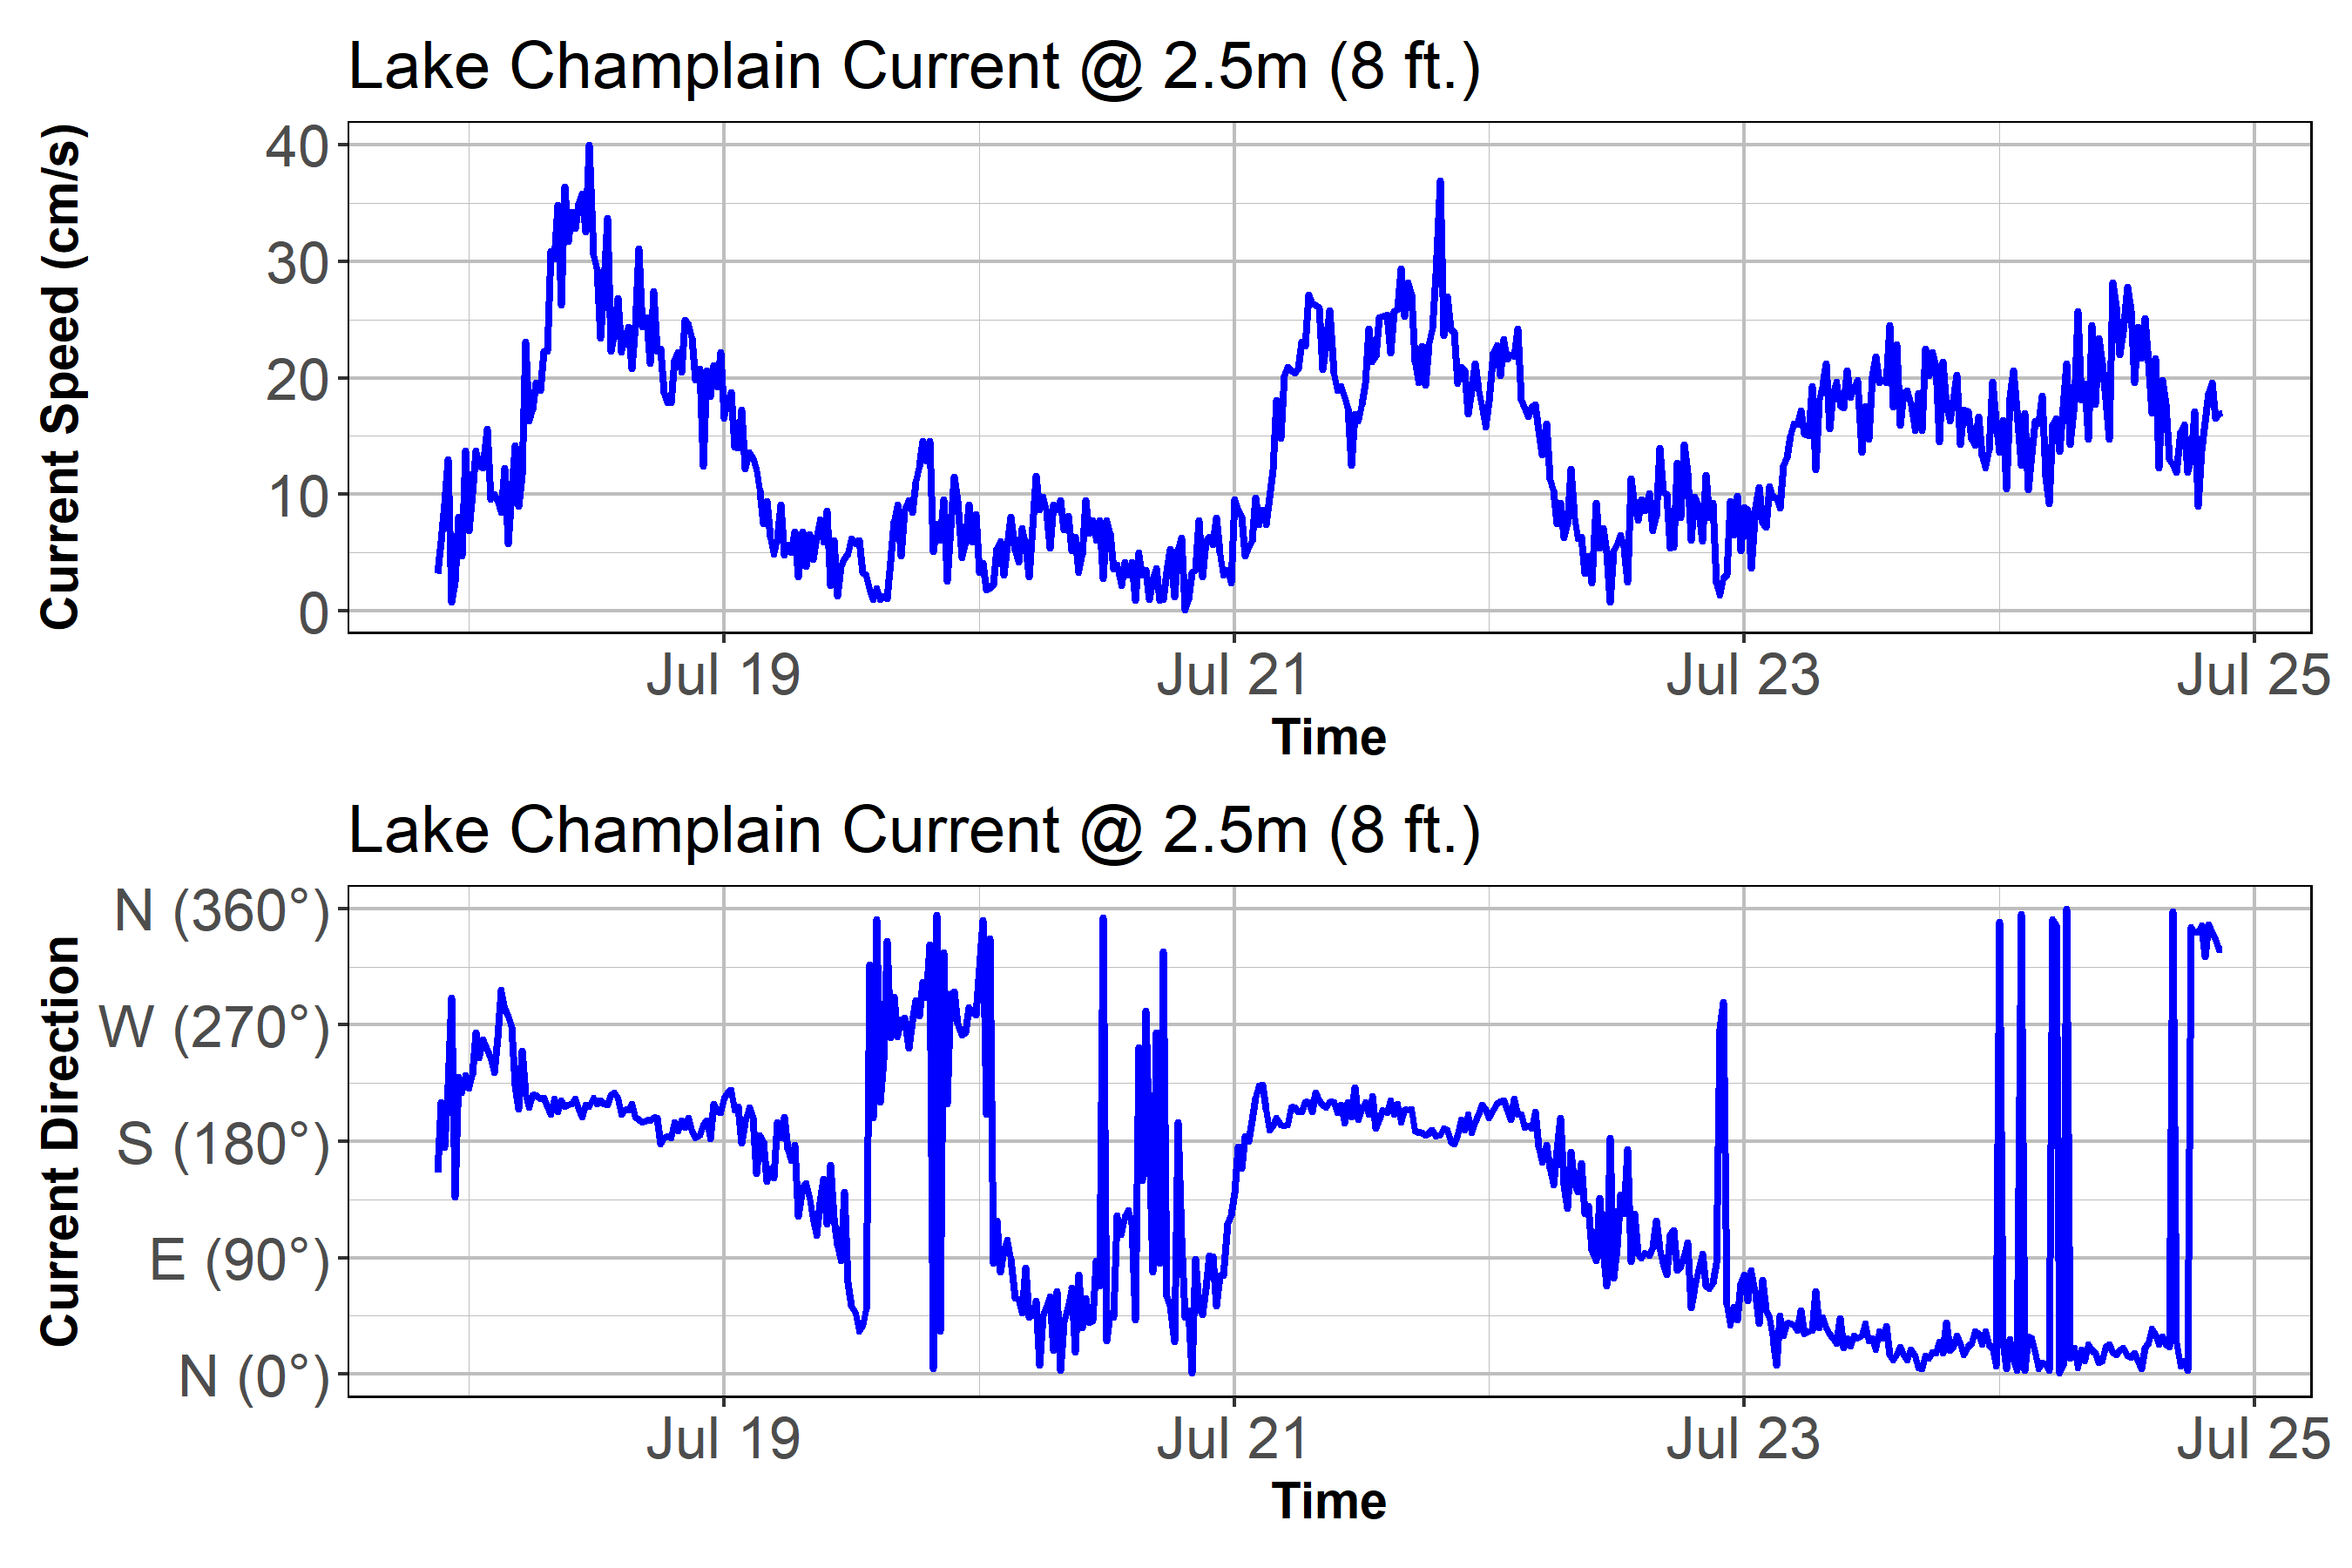 Lake Champlain Current @ 2.5m (8 ft.)
Current Speed (cm/s)
40
30
20
10
0
Jul 19
Jul 21
Jul 23
Jul 25
Time
Lake Champlain Current @ 2.5m (8 ft.)
Current Direction
N (360°)
W (270°)
S (180°)
E (90°)
N (0°)
Jul 19
Jul 21
Jul 23
Jul 25
Time